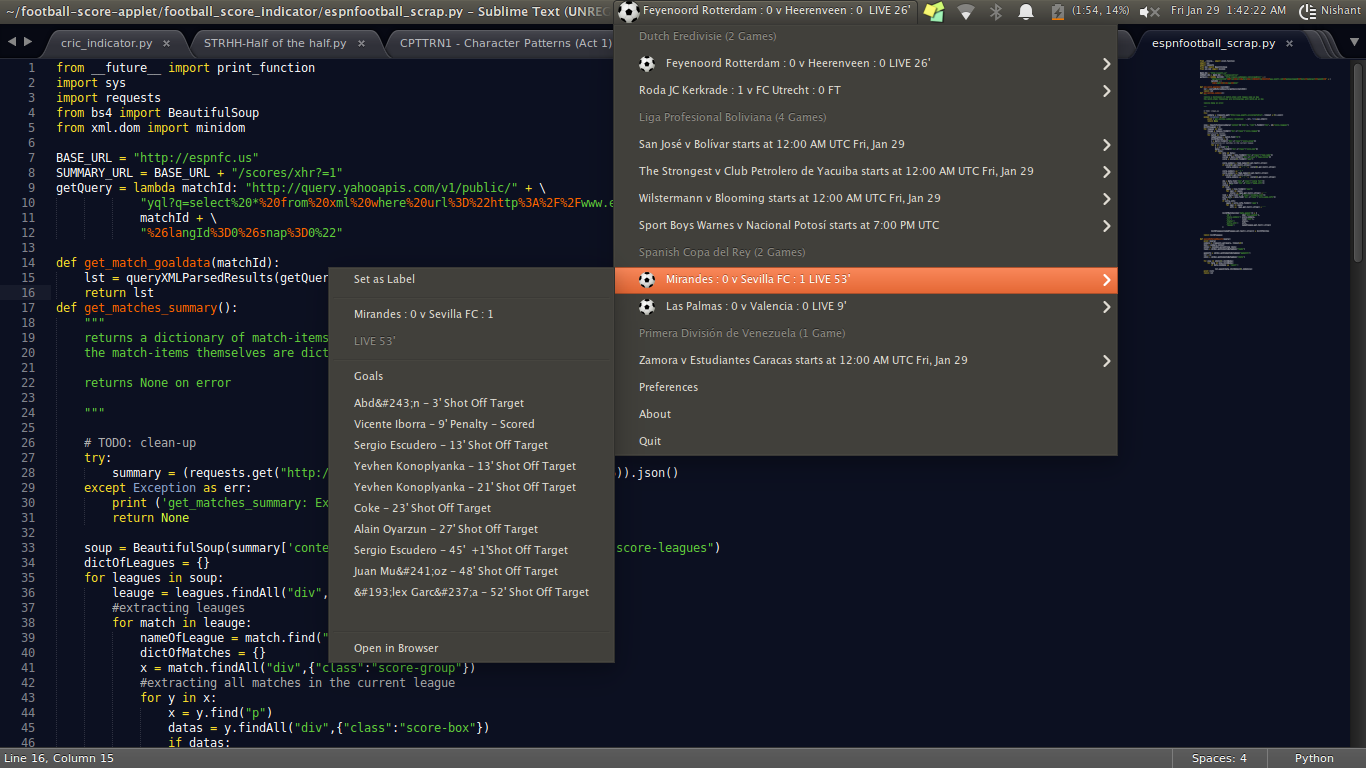 ~/football-score-applet/football_score_indicator/espnfootball_scrap.py - Sublime Text (UNREC
Feyenoord Rotterdam : 0 v Heerenveen : 0 LIVE 26'
(1:54, 14%)
Fri Jan 29 1:42:22 AM
Nishant
cric_indicator.py ×
STRHH-Half of the half.py ×
CPTTRN1 - Character Patterns (Act 1)
espnfootball_scrap.py ×
1 from __future__ import print_function
2 import sys
3 import requests
4 from bs4 import BeautifulSoup
5 from xml.dom import minidom
6
7 BASE_URL = "http://espnfc.us"
8 SUMMARY_URL = BASE_URL + "/scores/xhr?=1"
9 getQuery = lambda matchId: "http://query.yahooapis.com/v1/public/" + \
10 "yql?q=select%20*%20from%20xml%20where%20url%3D%22http%3A%2F%2Fwww.e
11 matchId + \
12 "%26langId%3D0%26snap%3D0%22"
13
14 def get_match_goaldata(matchId):
15 lst = queryXMLParsedResults(getQue
16 return lst
17 def get_matches_summary():
18 """
19 returns a dictionary of match-items
20 the match-items themselves are dict
21
22 returns None on error
23
24 """
25
26 # TODO: clean-up
27 try:
28 summary = (requests.get("http:/ )).json()
29 except Exception as err:
30 print ('get_matches_summary: Ex
31 return None
32
33 soup = BeautifulSoup(summary['conte score-leagues")
34 dictOfLeagues = {}
35 for leagues in soup:
36 leauge = leagues.findAll("div",
37 #extracting leauges
38 for match in leauge:
39 nameOfLeague = match.find("
40 dictOfMatches = {}
41 x = match.findAll("div",{"class":"score-group"})
42 #extracting all matches in the current league
43 for y in x:
44 x = y.find("p")
45 datas = y.findAll("div",{"class":"score-box"})
46 if datas:
Dutch Eredivisie (2 Games)
Feyenoord Rotterdam : 0 v Heerenveen : 0 LIVE 26'
Roda JC Kerkrade : 1 v FC Utrecht : 0 FT
Liga Profesional Boliviana (4 Games)
San José v Bolívar starts at 12:00 AM UTC Fri, Jan 29
The Strongest v Club Petrolero de Yacuiba starts at 12:00 AM UTC Fri, Jan 29
Wilstermann v Blooming starts at 12:00 AM UTC Fri, Jan 29
Sport Boys Warnes v Nacional Potosí starts at 7:00 PM UTC
Spanish Copa del Rey (2 Games)
Mirandes : 0 v Sevilla FC : 1 LIVE 53'
Las Palmas : 0 v Valencia : 0 LIVE 9'
Primera División de Venezuela (1 Game)
Zamora v Estudiantes Caracas starts at 12:00 AM UTC Fri, Jan 29
Preferences
About
Quit
Set as Label
Mirandes : 0 v Sevilla FC : 1
LIVE 53'
Goals
Abd&#243;n - 3' Shot Off Target
Vicente Iborra - 9' Penalty - Scored
Sergio Escudero - 13' Shot Off Target
Yevhen Konoplyanka - 13' Shot Off Target
Yevhen Konoplyanka - 21' Shot Off Target
Coke - 23' Shot Off Target
Alain Oyarzun - 27' Shot Off Target
Sergio Escudero - 45' +1'Shot Off Target
Juan Mu&#241;oz - 48' Shot Off Target
&#193;lex Garc&#237;a - 52' Shot Off Target
Open in Browser
Line 16, Column 15
Spaces: 4
Python